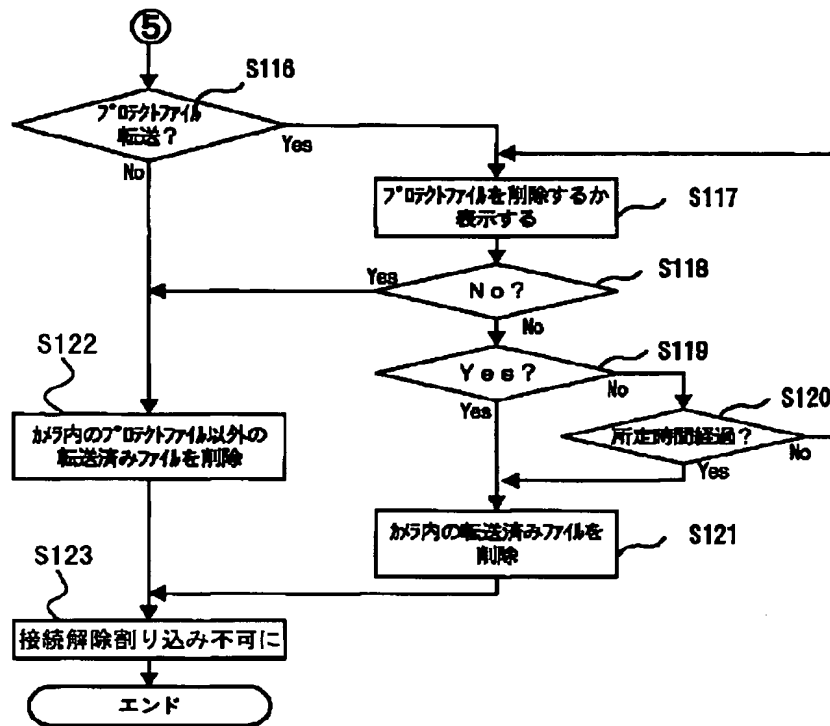 ⑤
S116
プロテクトファイル
転送?
Yes
No
プロテクトファイルを削除するか
表示する
S117
Yes
No?
S118
No
Yes?
S119
No
Yes
S120
所定時間経過?
No
Yes
S122
カメラ内のプロテクトファイル以外の
転送済みファイルを削除
カメラ内の転送済みファイルを
削除
S121
S123
接続解除割り込み不可に
エンド